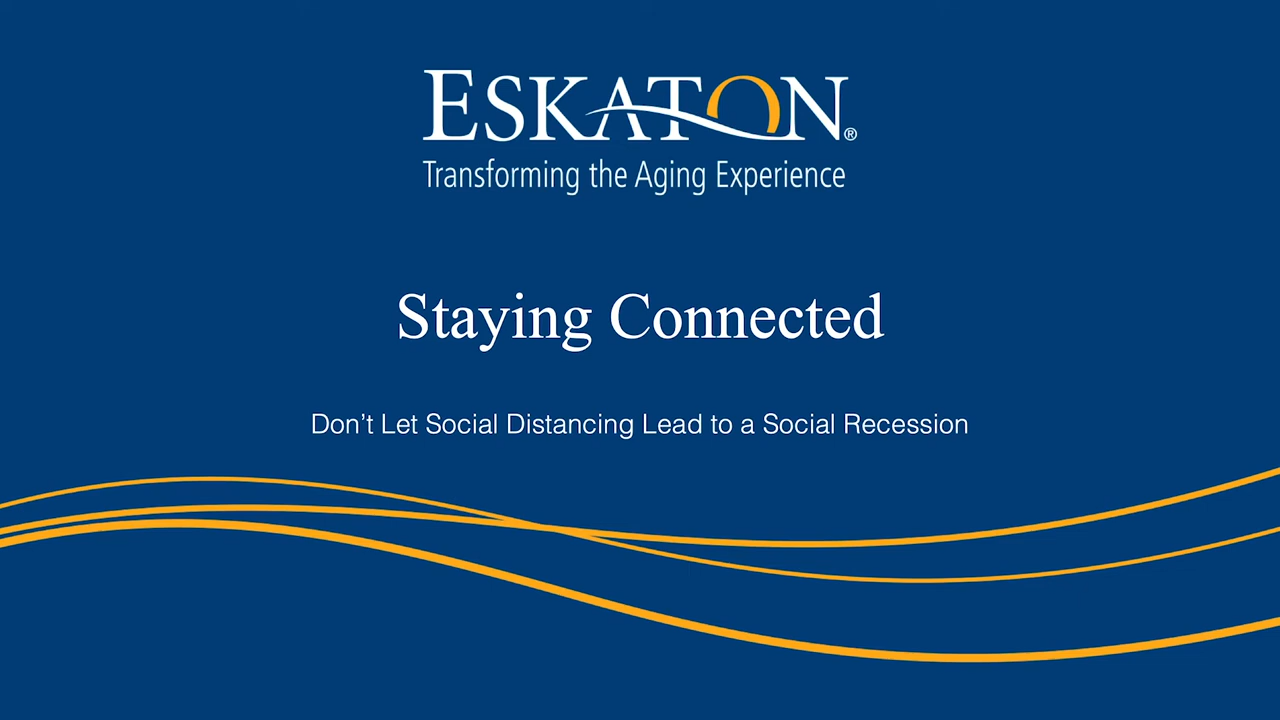 ESKATON®
Transforming the Aging Experience
Staying Connected
Don’t Let Social Distancing Lead to a Social Recession